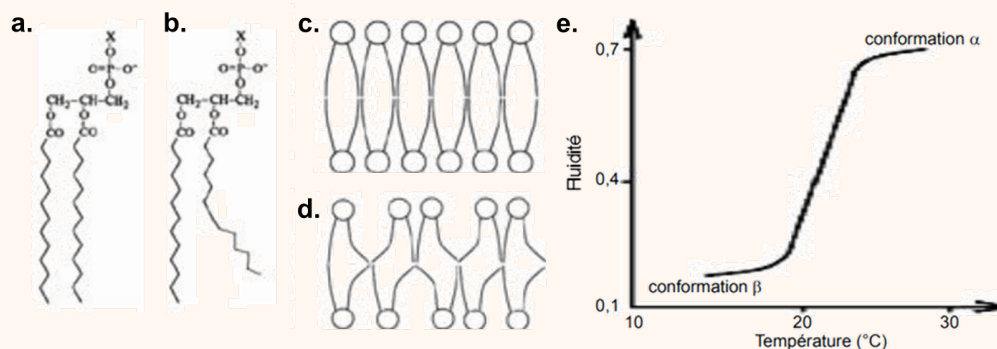 a.
X
O
O=P-O⁻
O
CH₂-CH-CH₂
O O
CO CO
b.
X
O
O=P-O⁻
O
CH₂-CH-CH₂
O O
CO CO
c.
d.
e.
Fluidité
0,7
0,4
0,1
conformation α
conformation β
10
20
30
Température (°C)